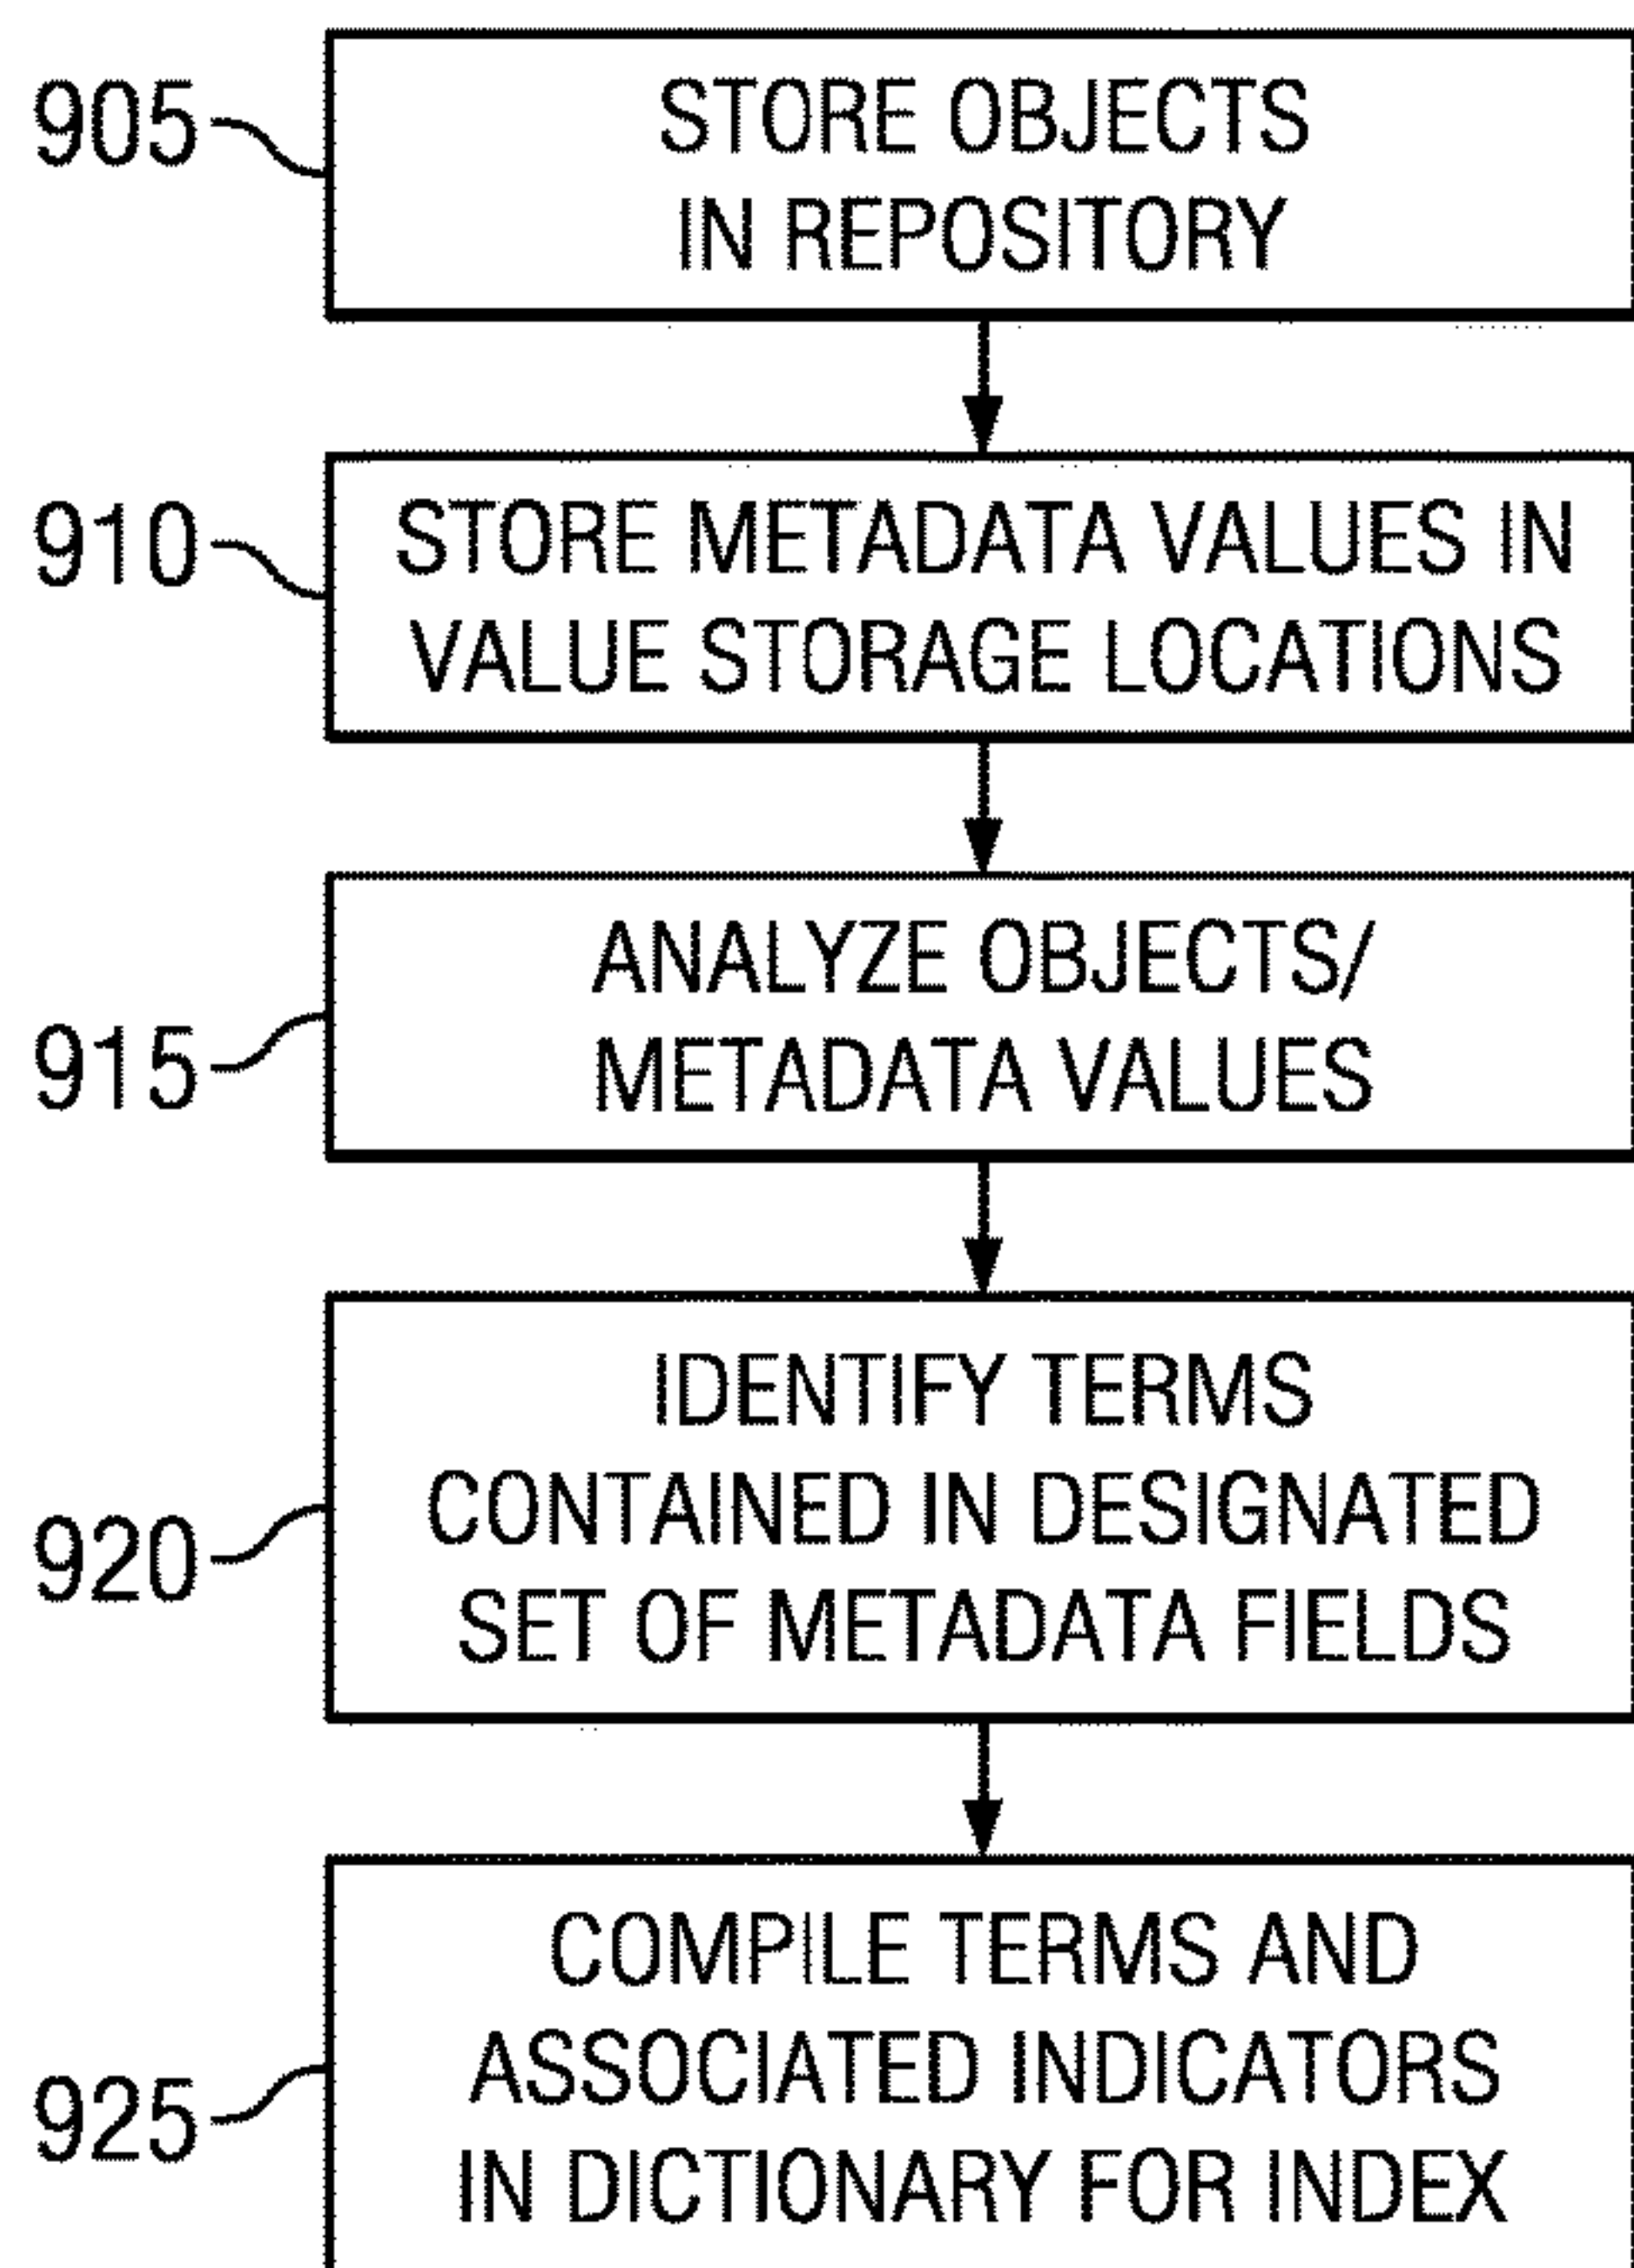 905
STORE OBJECTS
IN REPOSITORY
910
STORE METADATA VALUES IN
VALUE STORAGE LOCATIONS
915
ANALYZE OBJECTS/
METADATA VALUES
920
IDENTIFY TERMS
CONTAINED IN DESIGNATED
SET OF METADATA FIELDS
925
COMPILE TERMS AND
ASSOCIATED INDICATORS
IN DICTIONARY FOR INDEX